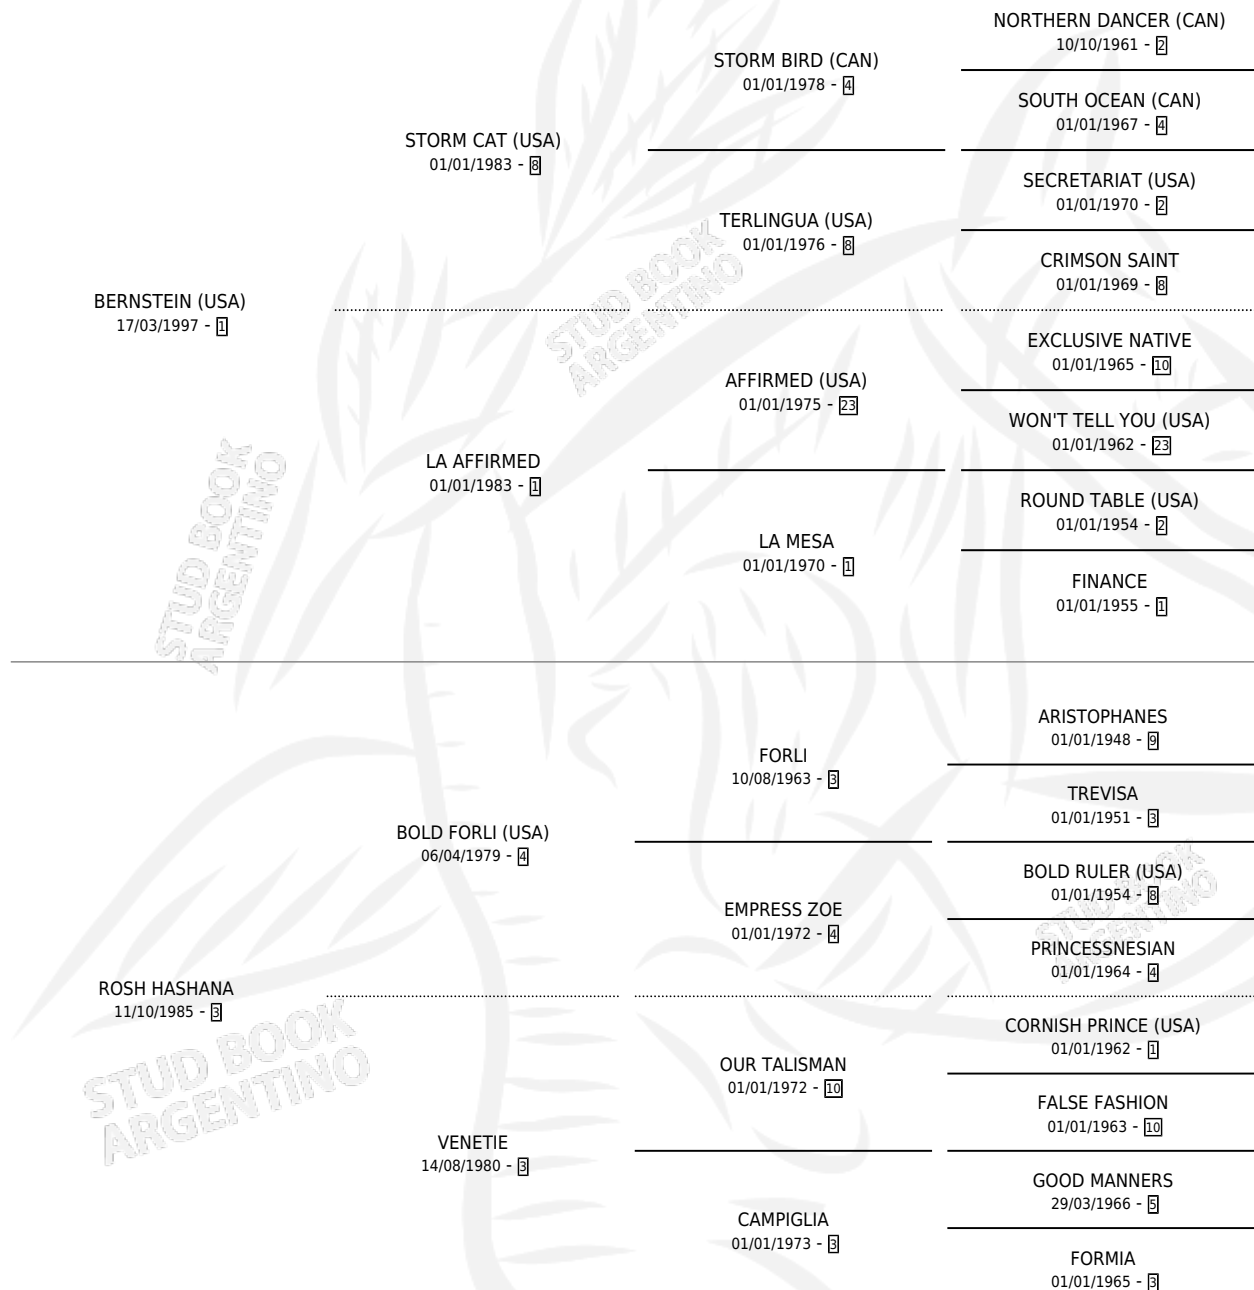 NORTHERN DANCER (CAN)
10/10/1961 - 2
STORM BIRD (CAN)
01/01/1978 - 4
SOUTH OCEAN (CAN)
01/01/1967 - 4
STORM CAT (USA)
01/01/1983 - 8
SECRETARIAT (USA)
01/01/1970 - 2
TERLINGUA (USA)
01/01/1976 - 8
CRIMSON SAINT
01/01/1969 - 8
BERNSTEIN (USA)
17/03/1997 - 1
EXCLUSIVE NATIVE
01/01/1965 - 10
AFFIRMED (USA)
01/01/1975 - 23
WON'T TELL YOU (USA)
01/01/1962 - 23
LA AFFIRMED
01/01/1983 - 1
ROUND TABLE (USA)
01/01/1954 - 2
LA MESA
01/01/1970 - 1
FINANCE
01/01/1955 - 1
STUD BOOK
ARGENTINO
STUD BOOK
ARGENTINO
ARISTOPHANES
01/01/1948 - 9
FORLI
10/08/1963 - 3
TREVISA
01/01/1951 - 3
BOLD FORLI (USA)
06/04/1979 - 4
BOLD RULER (USA)
01/01/1954 - 8
EMPRESS ZOE
01/01/1972 - 4
PRINCESSNESIAN
01/01/1964 - 4
ROSH HASHANA
11/10/1985 - 3
CORNISH PRINCE (USA)
01/01/1962 - 1
OUR TALISMAN
01/01/1972 - 10
FALSE FASHION
01/01/1963 - 10
VENETIE
14/08/1980 - 3
GOOD MANNERS
29/03/1966 - 5
CAMPIGLIA
01/01/1973 - 3
FORMIA
01/01/1965 - 3
STUD BOOK
ARGENTINO
STUD BOOK
ARGENTINO